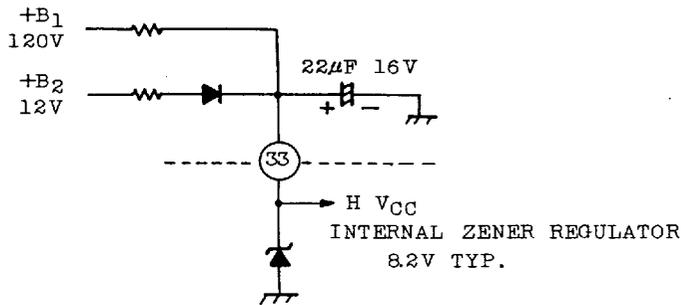 +B1
120V
22µF 16V
+B2
12V
+ −
33
H VCC
INTERNAL ZENER REGULATOR
8.2V TYP.